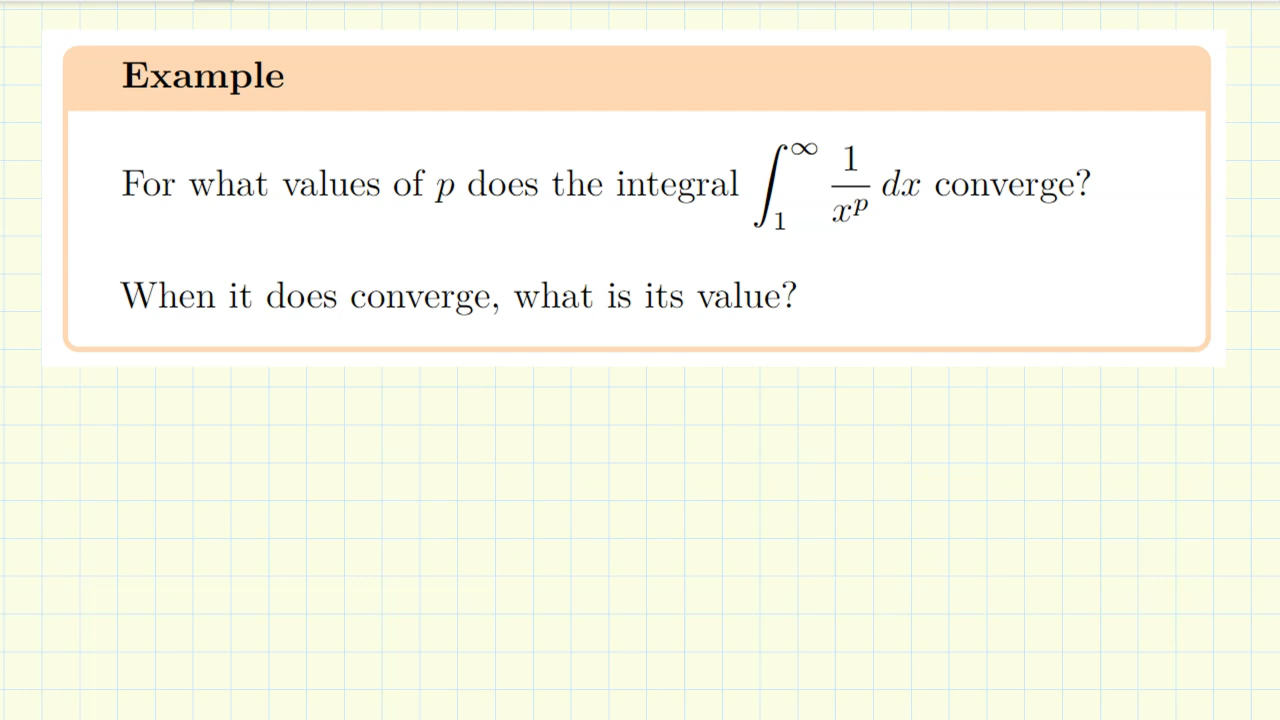 Example
For what values of p does the integral ∫₁^∞ 1/x^p dx converge?
When it does converge, what is its value?